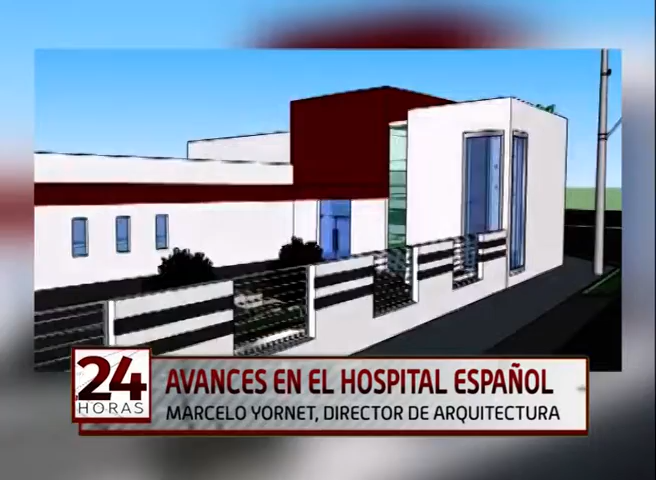 24
HORAS
AVANCES EN EL HOSPITAL ESPAÑOL
MARCELO YORNET, DIRECTOR DE ARQUITECTURA